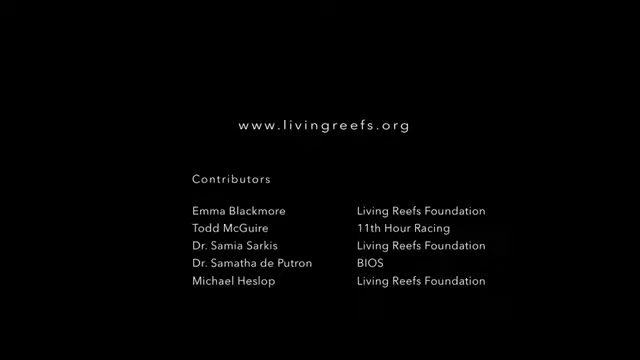 www.livingreefs.org
Contributors
Emma Blackmore Living Reefs Foundation
Todd McGuire 11th Hour Racing
Dr. Samia Sarkis Living Reefs Foundation
Dr. Samatha de Putron BIOS
Michael Heslop Living Reefs Foundation